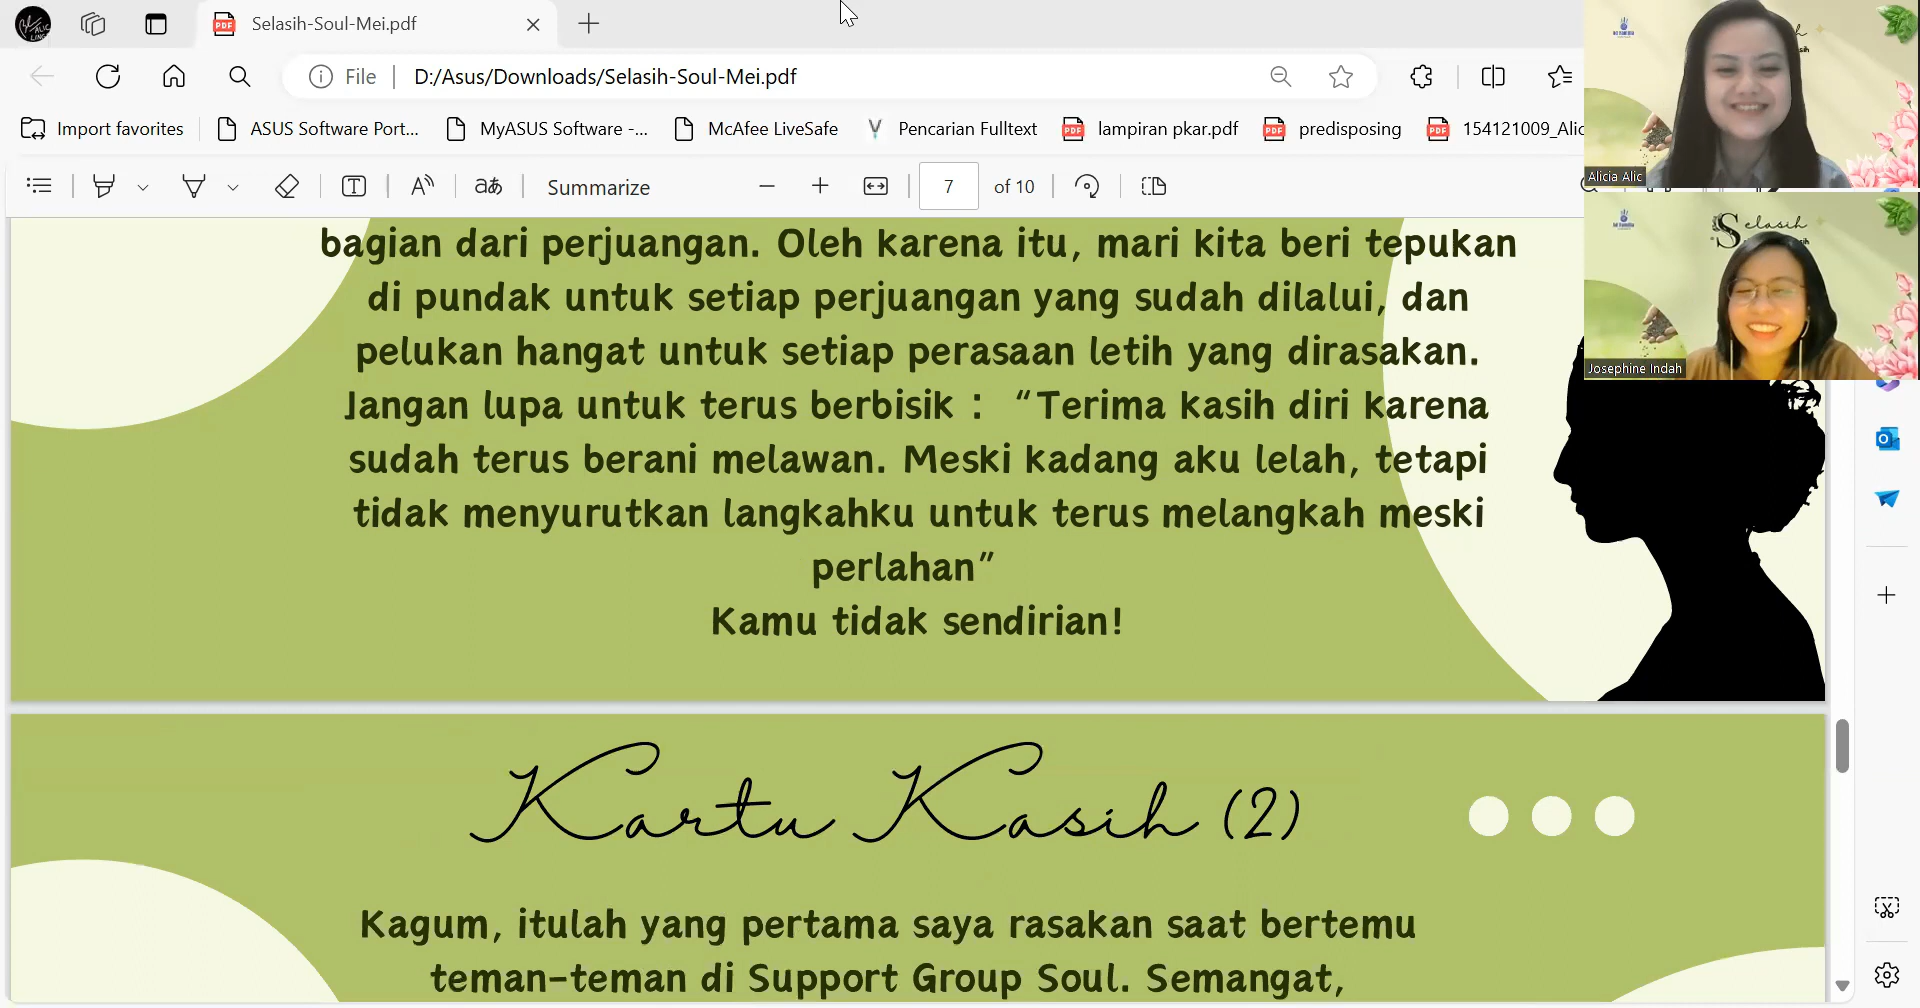 Selasih-Soul-Mei.pdf
File D:/Asus/Downloads/Selasih-Soul-Mei.pdf
Import favorites ASUS Software Port... MyASUS Software -... McAfee LiveSafe Pencarian Fulltext lampiran pkar.pdf predisposing 154121009_Alic
Summarize 7 of 10
Alicia Alic
Selasih
Josephine Indah
bagian dari perjuangan. Oleh karena itu, mari kita beri tepukan
di pundak untuk setiap perjuangan yang sudah dilalui, dan
pelukan hangat untuk setiap perasaan letih yang dirasakan.
Jangan lupa untuk terus berbisik : “Terima kasih diri karena
sudah terus berani melawan. Meski kadang aku lelah, tetapi
tidak menyurutkan langkahku untuk terus melangkah meski
perlahan”
Kamu tidak sendirian!
Kartu Kasih (2)
Kagum, itulah yang pertama saya rasakan saat bertemu
teman-teman di Support Group Soul. Semangat,